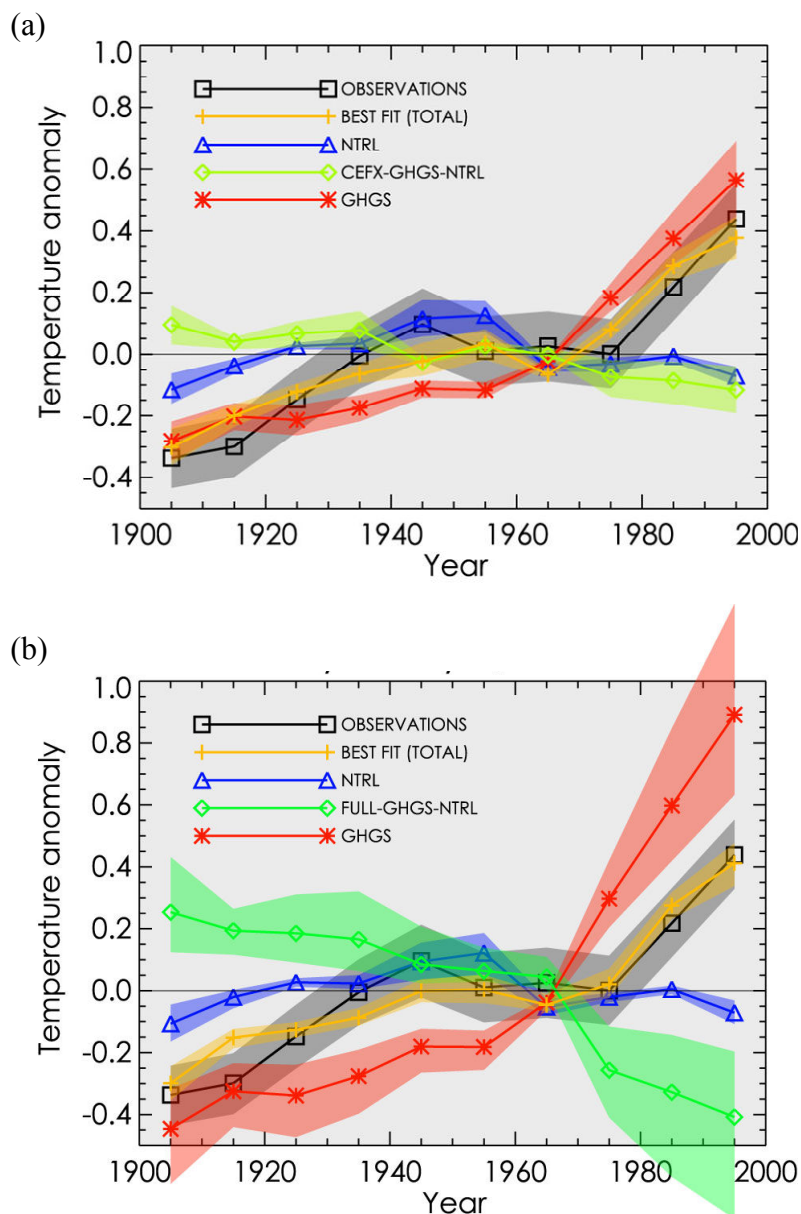 (a)
Temperature anomaly
1.0
0.8
0.6
0.4
0.2
0.0
-0.2
-0.4
OBSERVATIONS
BEST FIT (TOTAL)
NTRL
CEFX-GHGS-NTRL
GHGS
1900 1920 1940 1960 1980 2000
Year
(b)
Temperature anomaly
1.0
0.8
0.6
0.4
0.2
0.0
-0.2
-0.4
OBSERVATIONS
BEST FIT (TOTAL)
NTRL
FULL-GHGS-NTRL
GHGS
1900 1920 1940 1960 1980 2000
Year